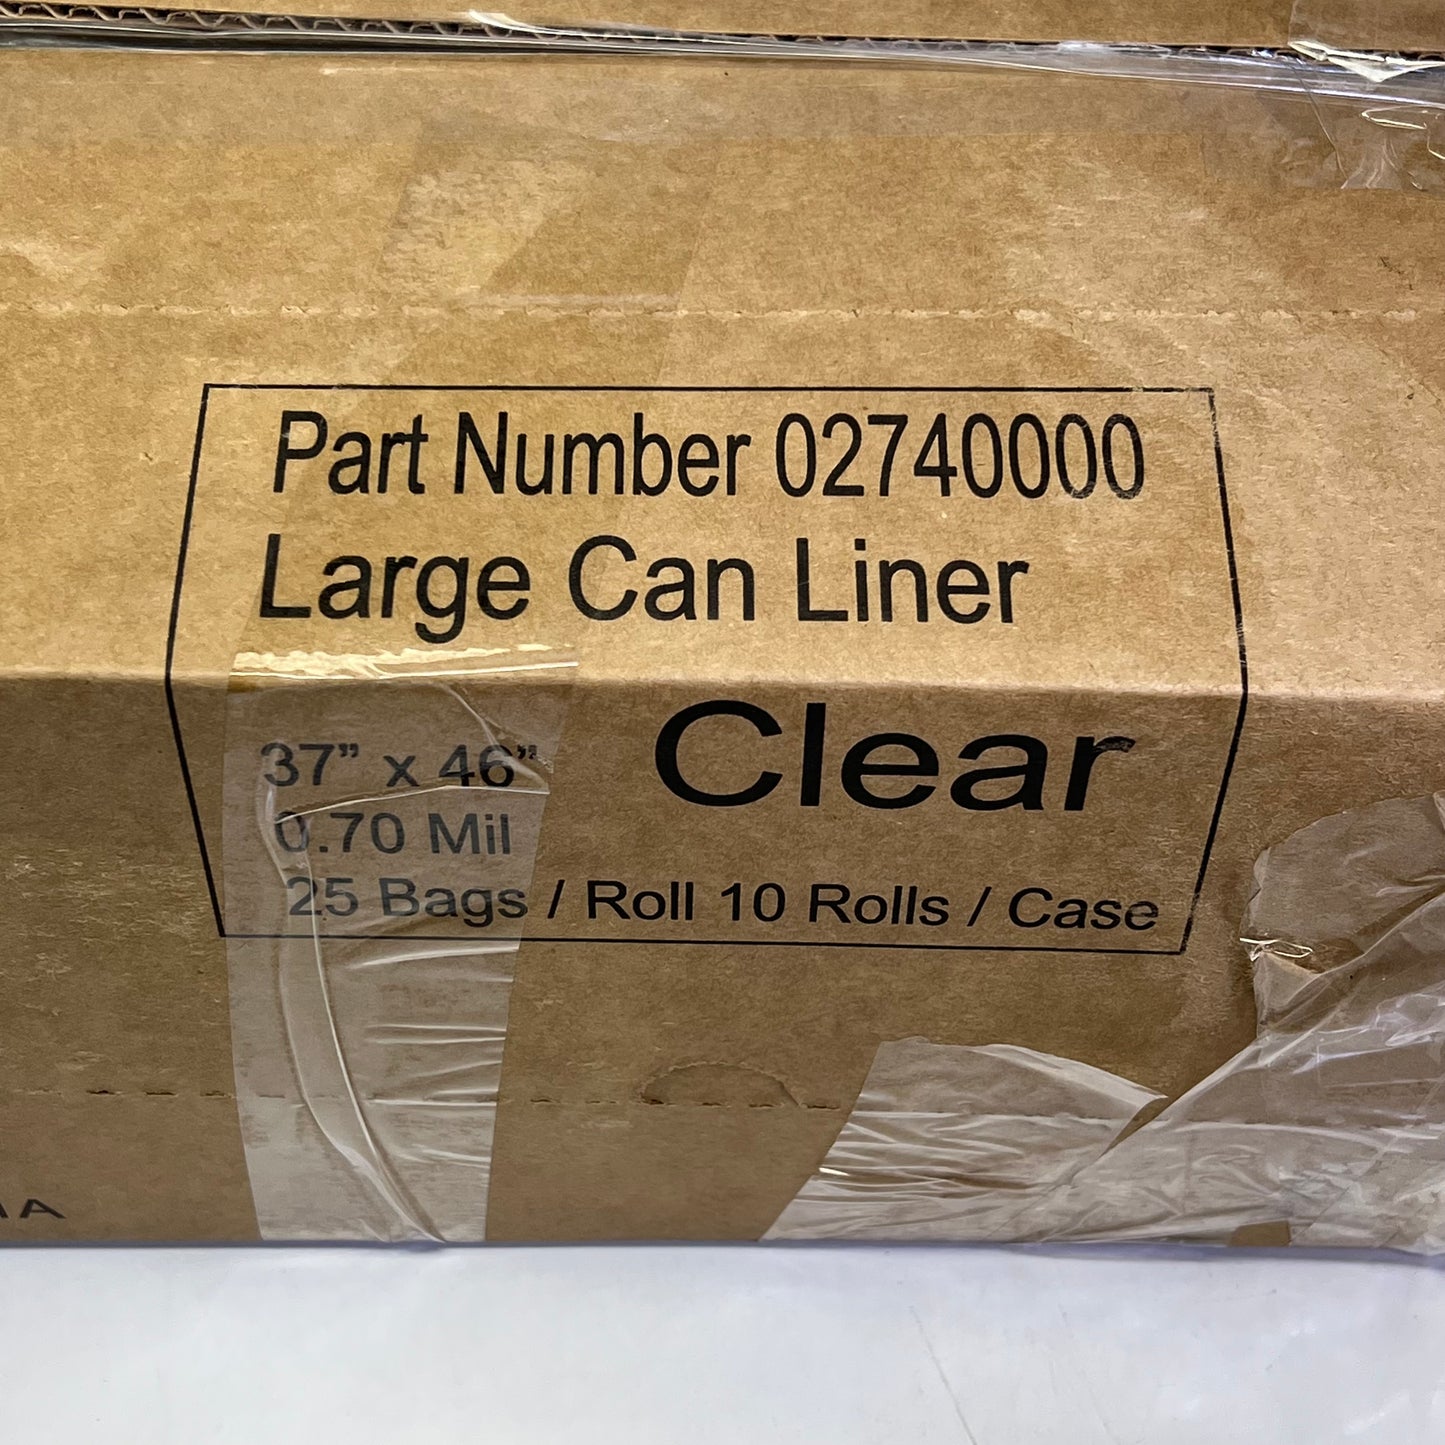 Part Number 02740000
Large Can Liner
Clear
37” x 46”
0.70 Mil
25 Bags / Roll 10 Rolls / Case